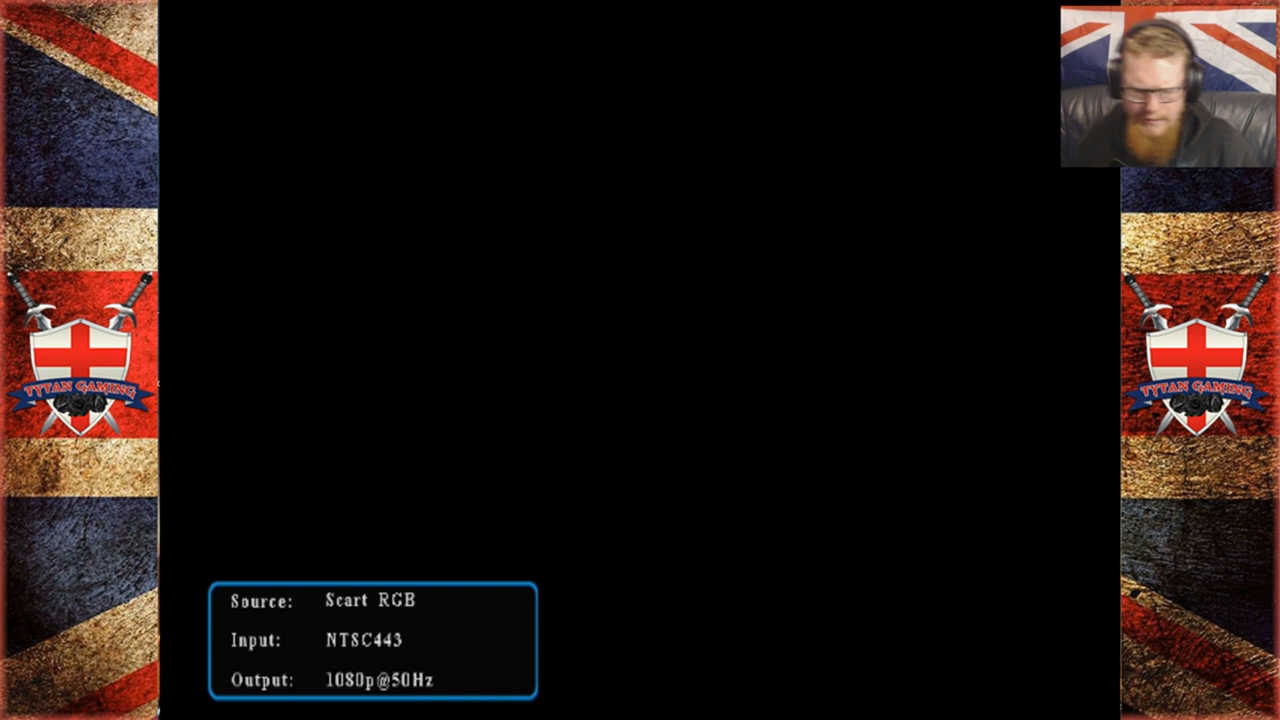 TYTAN GAMING
TYTAN GAMING
Source: Scart RGB
Input: NTSC443
Output: 1080p@50Hz